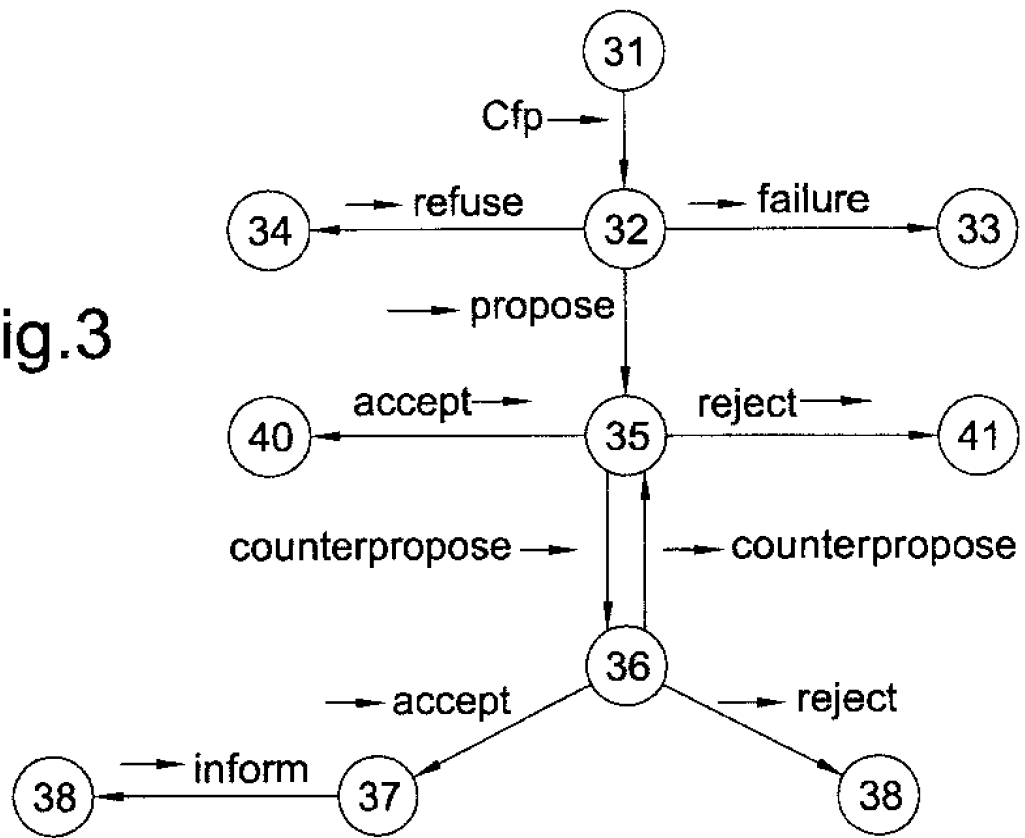 31
Cfp
refuse
failure
34
32
33
propose
ig.3
accept
reject
40
35
41
counterpropose
counterpropose
36
accept
reject
inform
38
37
38